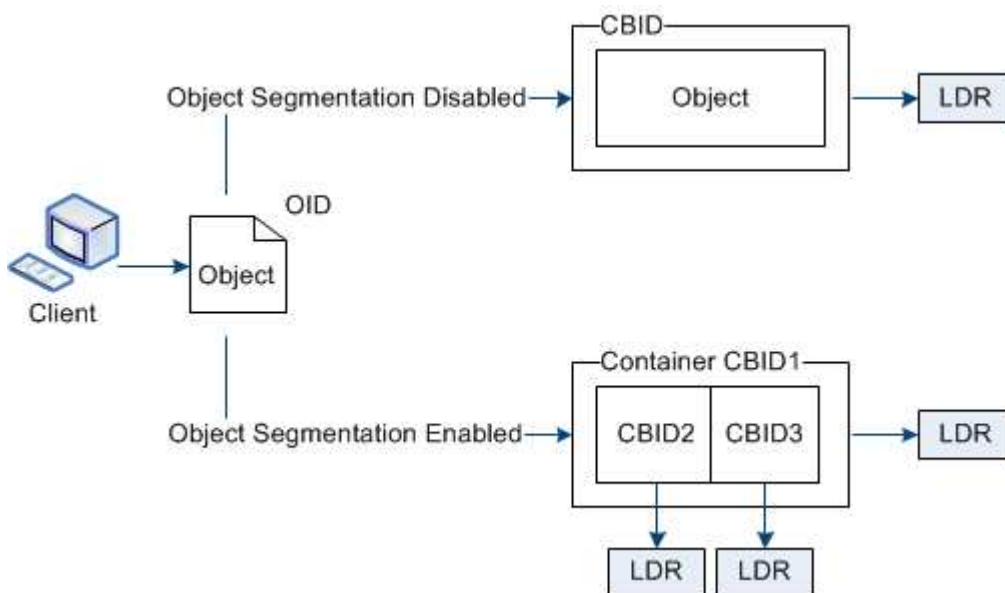 CBID
Object Segmentation Disabled
Object
LDR
OID
Object
Client
Container CBID1
Object Segmentation Enabled
CBID2
CBID3
LDR
LDR
LDR